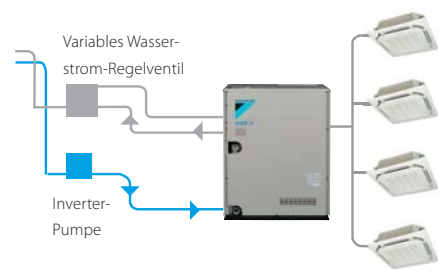 Variables Wasser-
strom-Regelventil
Inverter-
Pumpe